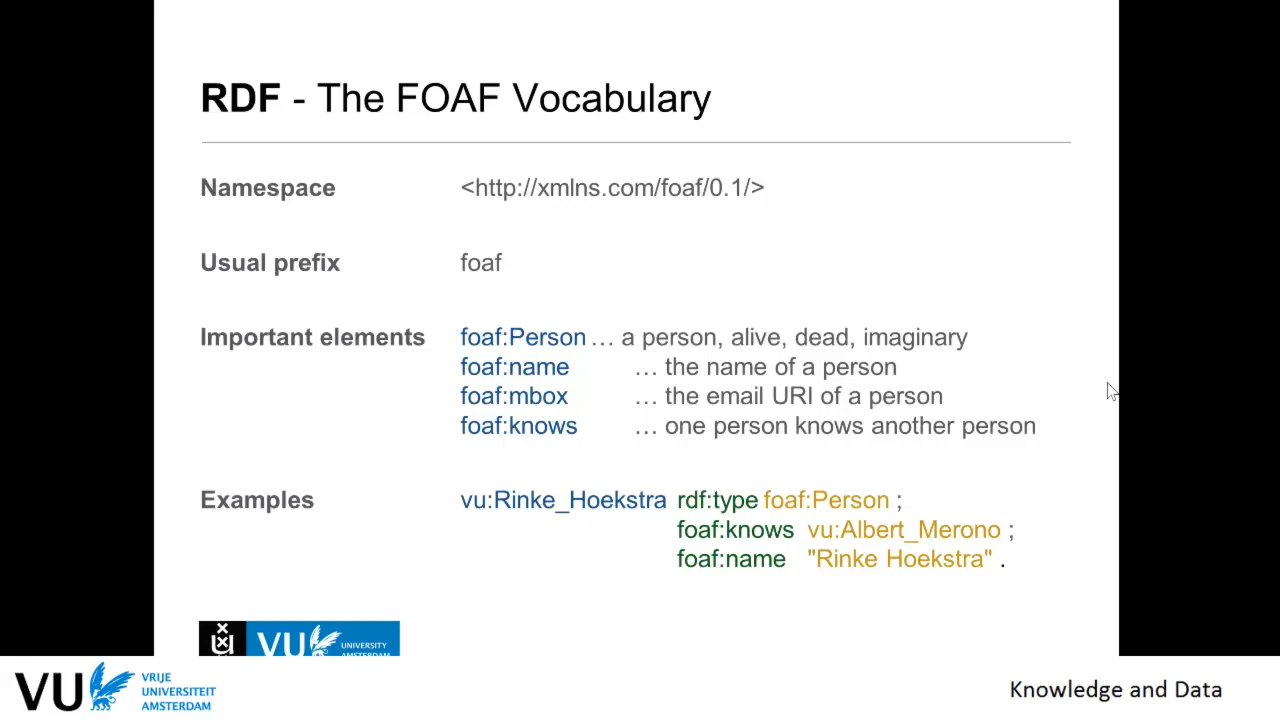 RDF - The FOAF Vocabulary
Namespace <http://xmlns.com/foaf/0.1/>
Usual prefix foaf
Important elements foaf:Person … a person, alive, dead, imaginary
foaf:name … the name of a person
foaf:mbox … the email URI of a person
foaf:knows … one person knows another person
Examples vu:Rinke_Hoekstra rdf:type foaf:Person ;
foaf:knows vu:Albert_Merono ;
foaf:name "Rinke Hoekstra" .
VU UNIVERSITY
AMSTERDAM
VU VRIJE
UNIVERSITEIT
AMSTERDAM
Knowledge and Data